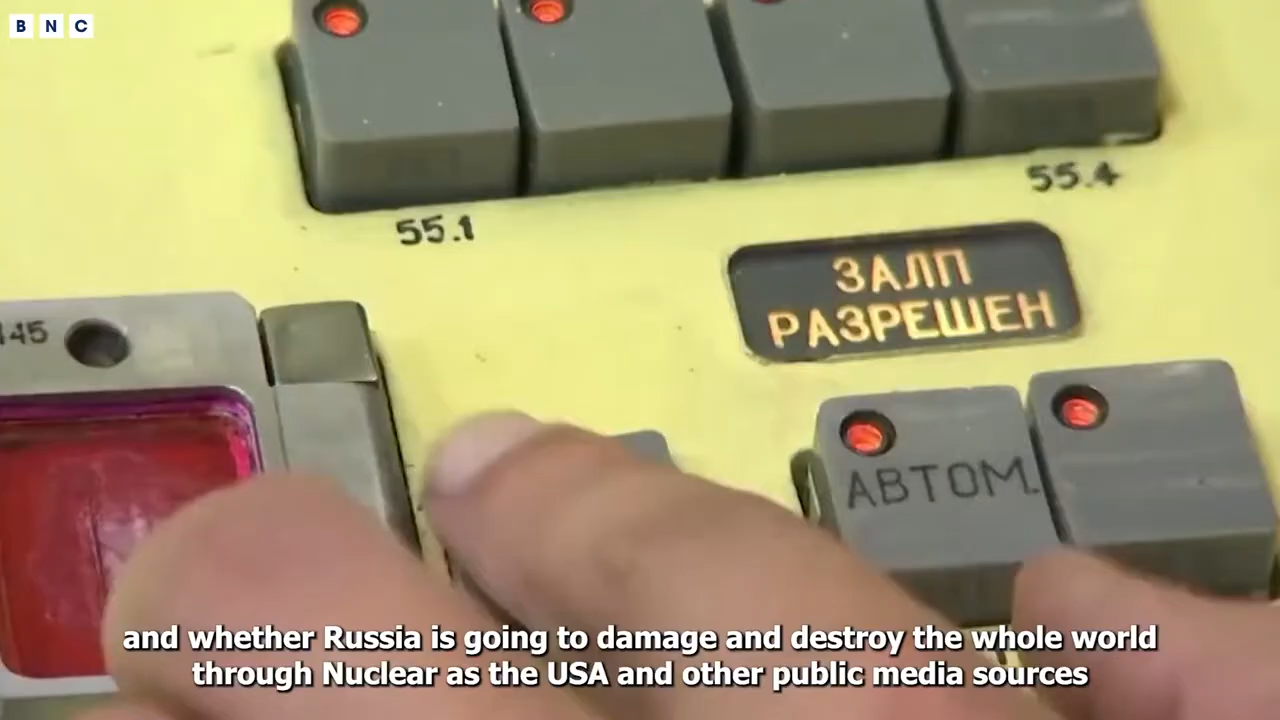 BNC
55.1
55.4
ЗАЛП
РАЗРЕШЕН
АВТОМ.
and whether Russia is going to damage and destroy the whole world
through Nuclear as the USA and other public media sources